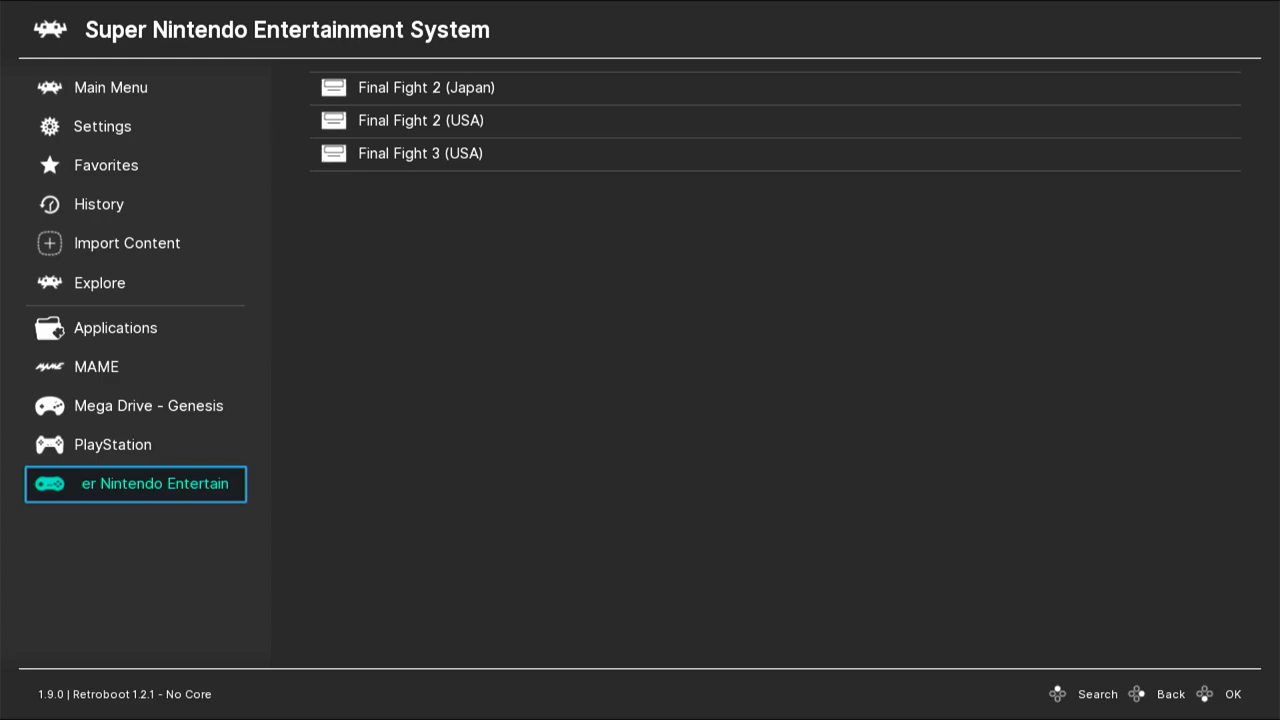 Super Nintendo Entertainment System
Main Menu
Settings
Favorites
History
Import Content
Explore
Applications
MAME
Mega Drive - Genesis
PlayStation
er Nintendo Entertain
Final Fight 2 (Japan)
Final Fight 2 (USA)
Final Fight 3 (USA)
1.9.0 | Retroboot 1.2.1 - No Core
Search Back OK